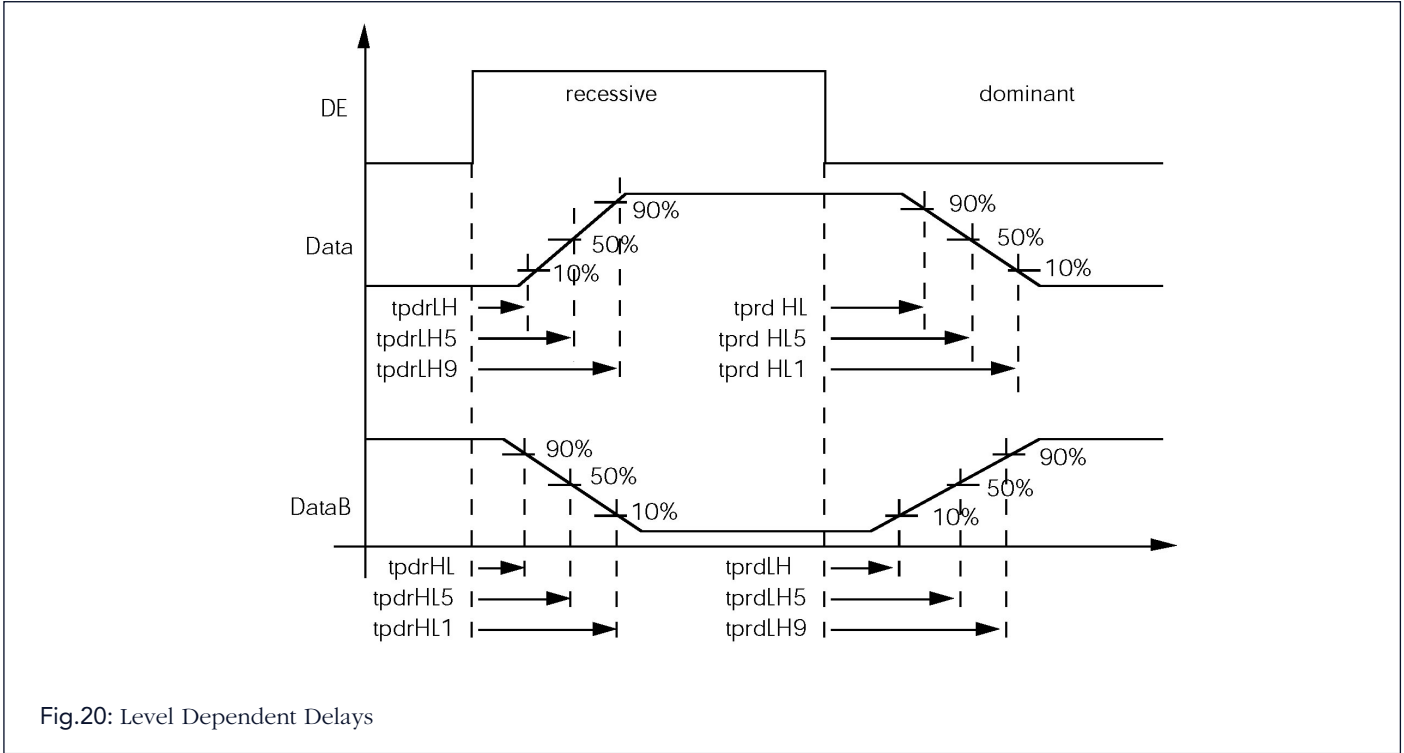 DE
recessive
dominant
Data
90%
50%
10%
90%
50%
10%
tpdrLH
tpdrLH5
tpdrLH9
tprd HL
tprd HL5
tprd HL1
DataB
90%
50%
10%
90%
50%
10%
tpdrHL
tpdrHL5
tpdrHL1
tprdLH
tprdLH5
tprdLH9
Fig.20: Level Dependent Delays